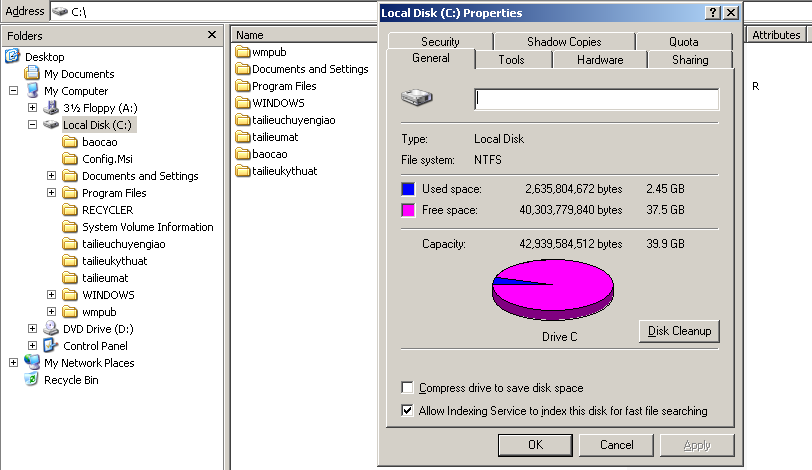 Address C:\
Folders
Desktop
My Documents
My Computer
3½ Floppy (A:)
Local Disk (C:)
baocao
Config.Msi
Documents and Settings
Program Files
RECYCLER
System Volume Information
tailieuchuyengiao
tailieukythuat
tailieumat
WINDOWS
wmpub
DVD Drive (D:)
Control Panel
My Network Places
Recycle Bin
Name
wmpub
Documents and Settings
Program Files
WINDOWS
tailieuchuyengiao
tailieumat
baocao
tailieukythuat
Attributes
R
Local Disk (C:) Properties
Security Shadow Copies Quota
General Tools Hardware Sharing
Type: Local Disk
File system: NTFS
Used space: 2,635,804,672 bytes 2.45 GB
Free space: 40,303,779,840 bytes 37.5 GB
Capacity: 42,939,584,512 bytes 39.9 GB
Drive C
Disk Cleanup
Compress drive to save disk space
Allow Indexing Service to index this disk for fast file searching
OK Cancel Apply